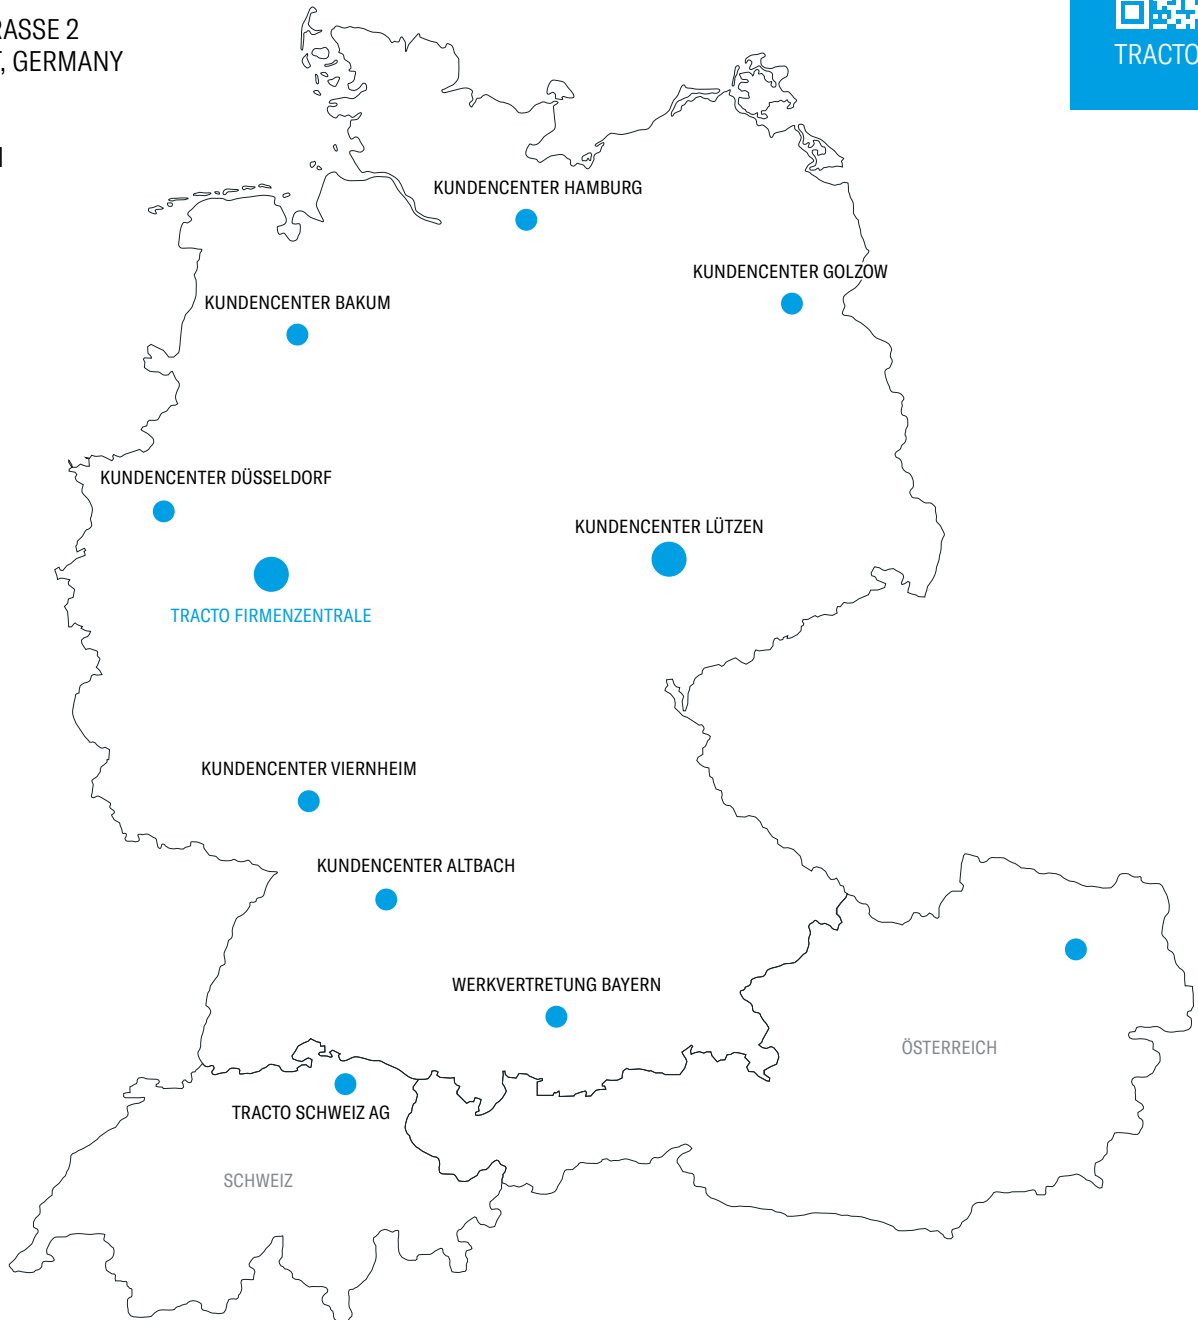 RASSE 2
, GERMANY
TRACTO
KUNDENCENTER HAMBURG
KUNDENCENTER GOLZOW
KUNDENCENTER BAKUM
KUNDENCENTER DÜSSELDORF
KUNDENCENTER LÜTZEN
TRACTO FIRMENZENTRALE
KUNDENCENTER VIERNHEIM
KUNDENCENTER ALTBACH
WERKVERTRETUNG BAYERN
ÖSTERREICH
TRACTO SCHWEIZ AG
SCHWEIZ